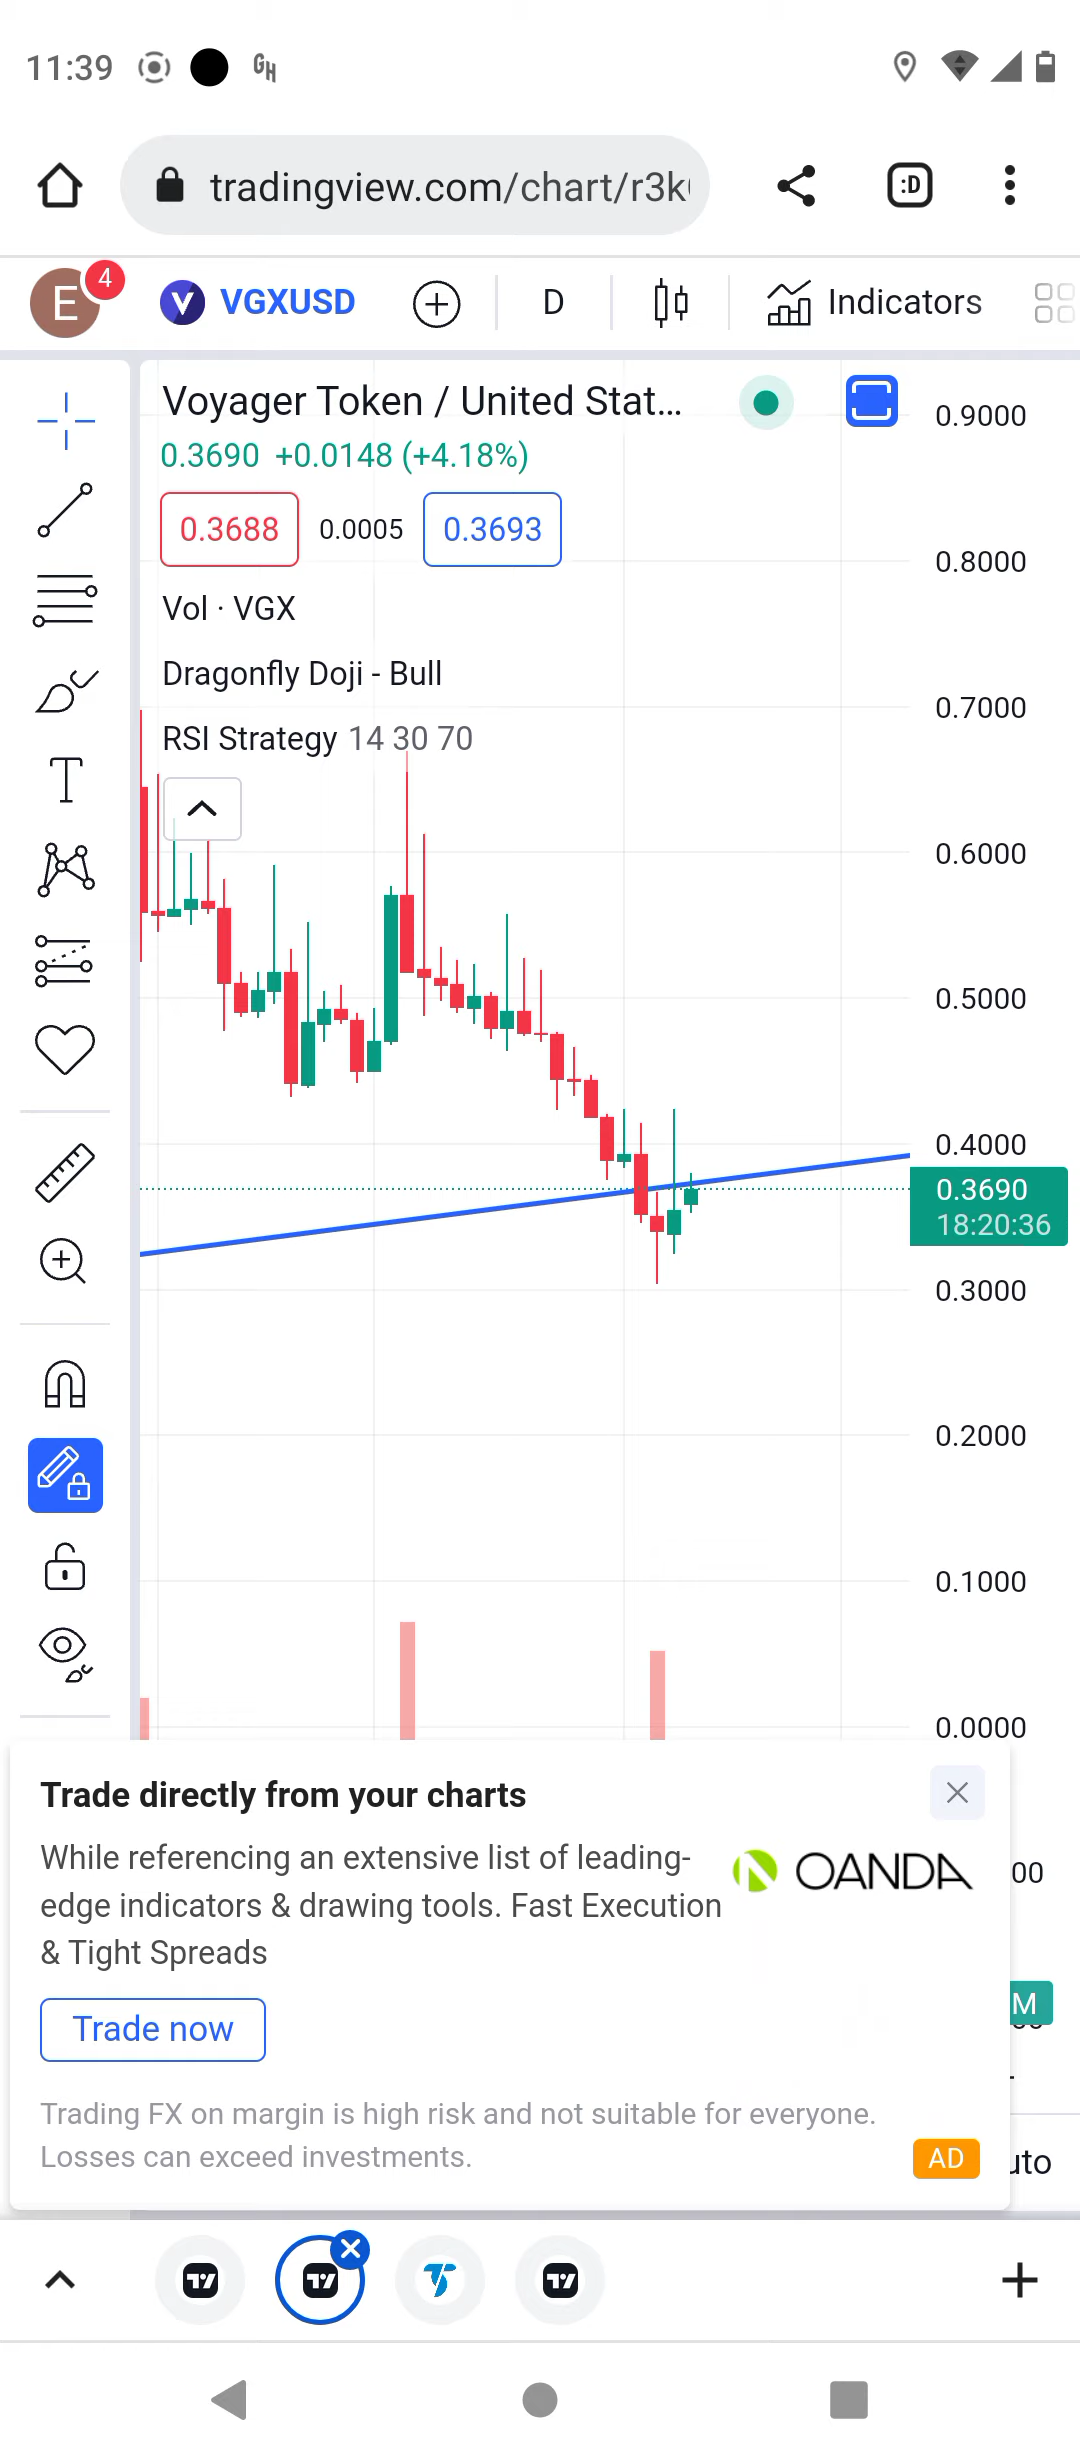 11:39
GH
tradingview.com/chart/r3k
:D
E
4
VGXUSD
D
Indicators
Voyager Token / United Stat...
0.3690 +0.0148 (+4.18%)
0.3688
0.0005
0.3693
Vol · VGX
Dragonfly Doji - Bull
RSI Strategy 14 30 70
0.9000
0.8000
0.7000
0.6000
0.5000
0.4000
0.3690
18:20:36
0.3000
0.2000
0.1000
0.0000
00
M
uto
Trade directly from your charts
While referencing an extensive list of leading-
edge indicators & drawing tools. Fast Execution
& Tight Spreads
OANDA
Trade now
Trading FX on margin is high risk and not suitable for everyone.
Losses can exceed investments.
AD